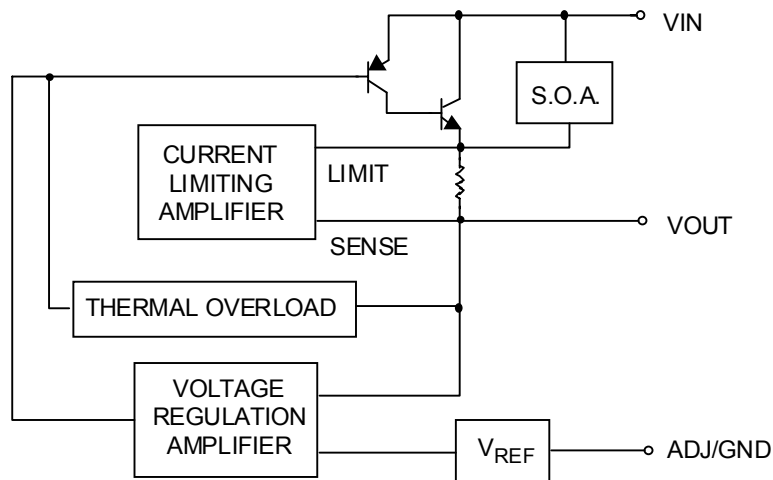 VIN
S.O.A.
CURRENT
LIMITING
AMPLIFIER
LIMIT
SENSE
VOUT
THERMAL OVERLOAD
VOLTAGE
REGULATION
AMPLIFIER
VREF
ADJ/GND